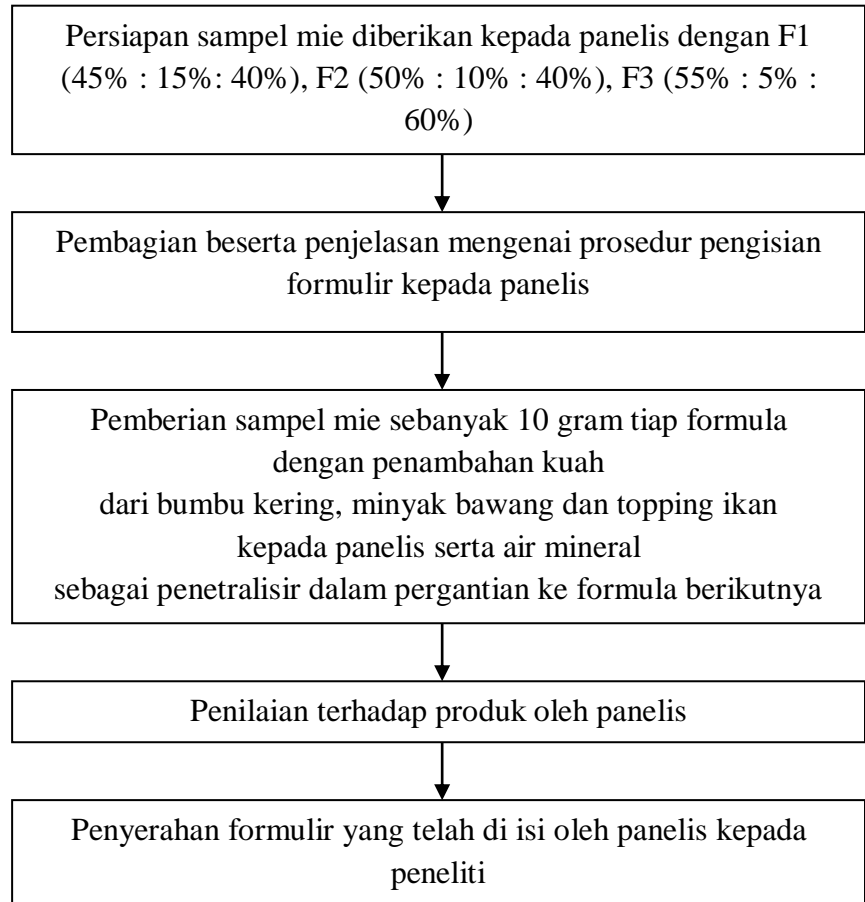 Persiapan sampel mie diberikan kepada panelis dengan F1
(45% : 15%: 40%), F2 (50% : 10% : 40%), F3 (55% : 5% :
60%)
Pembagian beserta penjelasan mengenai prosedur pengisian
formulir kepada panelis
Pemberian sampel mie sebanyak 10 gram tiap formula
dengan penambahan kuah
dari bumbu kering, minyak bawang dan topping ikan
kepada panelis serta air mineral
sebagai penetralisir dalam pergantian ke formula berikutnya
Penilaian terhadap produk oleh panelis
Penyerahan formulir yang telah di isi oleh panelis kepada
peneliti